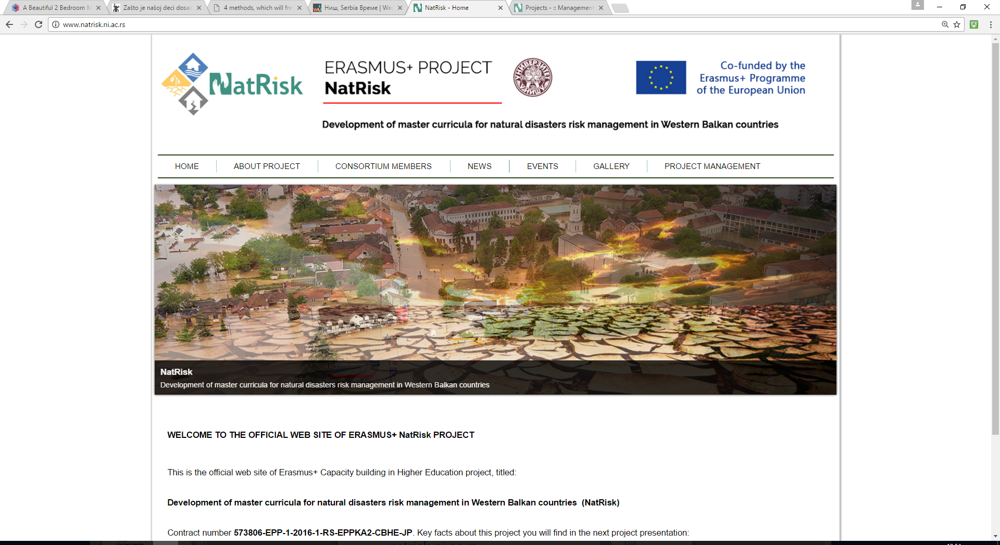 A Beautiful 2 Bedroom M
Zašto je našoj deci dosad
4 methods, which will fre
Ниш, Serbia Време | Wea
NatRisk - Home
Projects - :: Management
www.natrisk.ni.ac.rs
NatRisk
ERASMUS+ PROJECT
NatRisk
УНИВЕРЗИТЕТ У НИШУ
Co-funded by the
Erasmus+ Programme
of the European Union
Development of master curricula for natural disasters risk management in Western Balkan countries
HOME
ABOUT PROJECT
CONSORTIUM MEMBERS
NEWS
EVENTS
GALLERY
PROJECT MANAGEMENT
NatRisk
Development of master curricula for natural disasters risk management in Western Balkan countries
WELCOME TO THE OFFICIAL WEB SITE OF ERASMUS+ NatRisk PROJECT
This is the official web site of Erasmus+ Capacity building in Higher Education project, titled:
Development of master curricula for natural disasters risk management in Western Balkan countries (NatRisk)
Contract number 573806-EPP-1-2016-1-RS-EPPKA2-CBHE-JP. Key facts about this project you will find in the next project presentation: